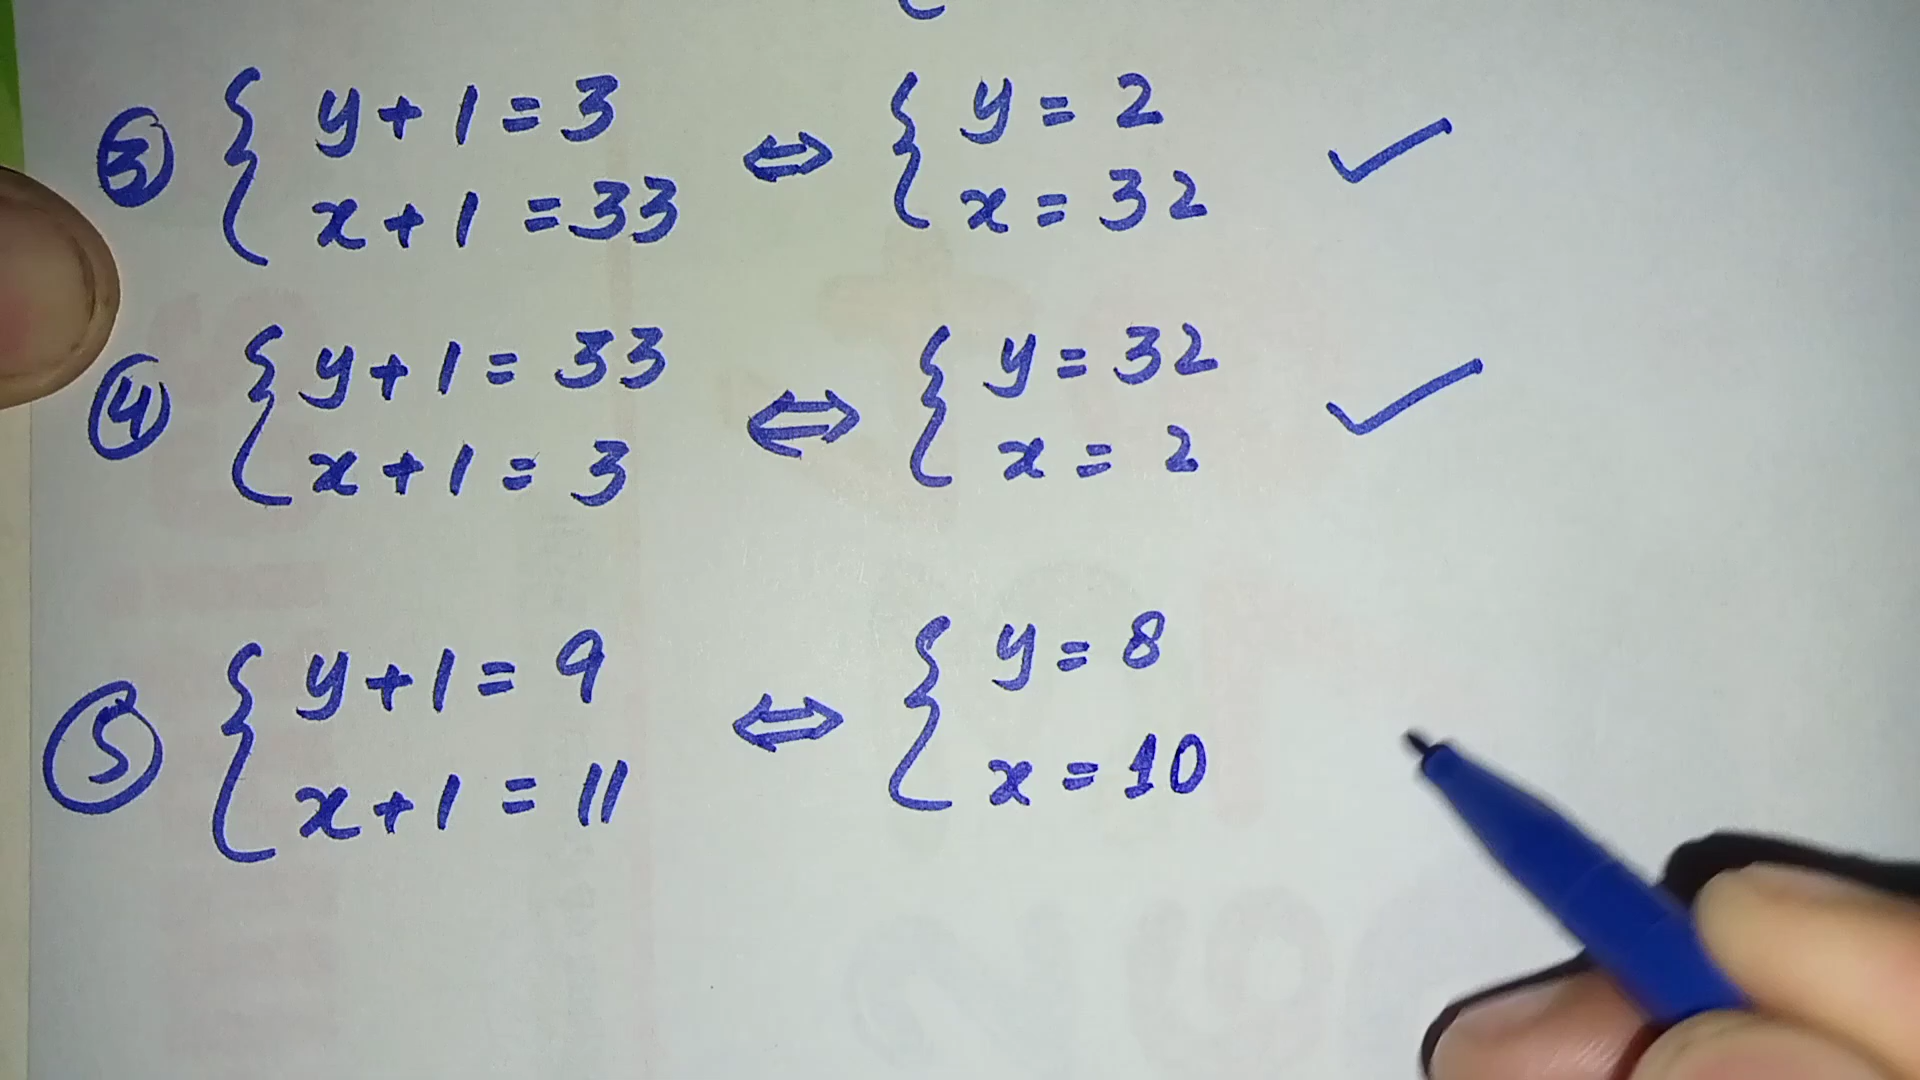 ③ { y + 1 = 3 ⇔ { y = 2 ✓
x + 1 = 33 x = 32
④ { y + 1 = 33 ⇔ { y = 32 ✓
x + 1 = 3 x = 2
⑤ { y + 1 = 9 ⇔ { y = 8
x + 1 = 11 x = 10